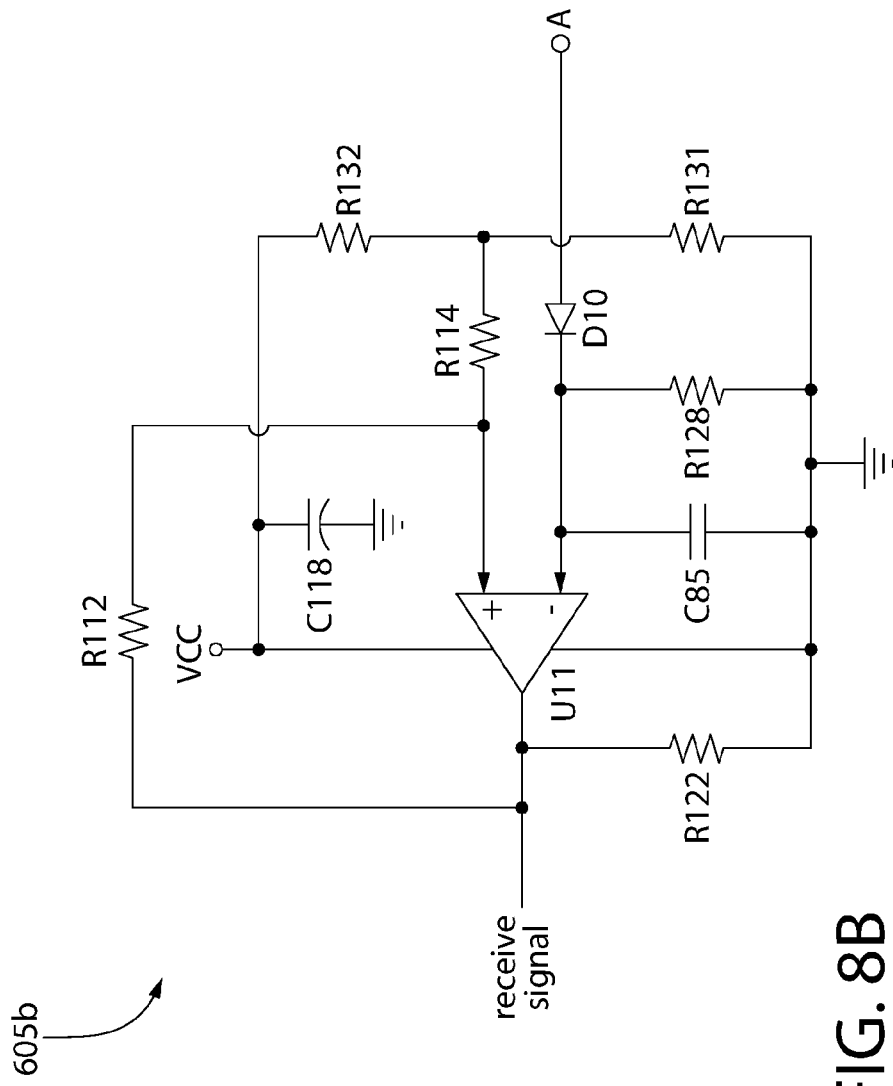 605b
R112
VCC
C118
R132
A
R114
D10
+
-
U11
R131
R128
C85
R122
receive
signal
FIG. 8B